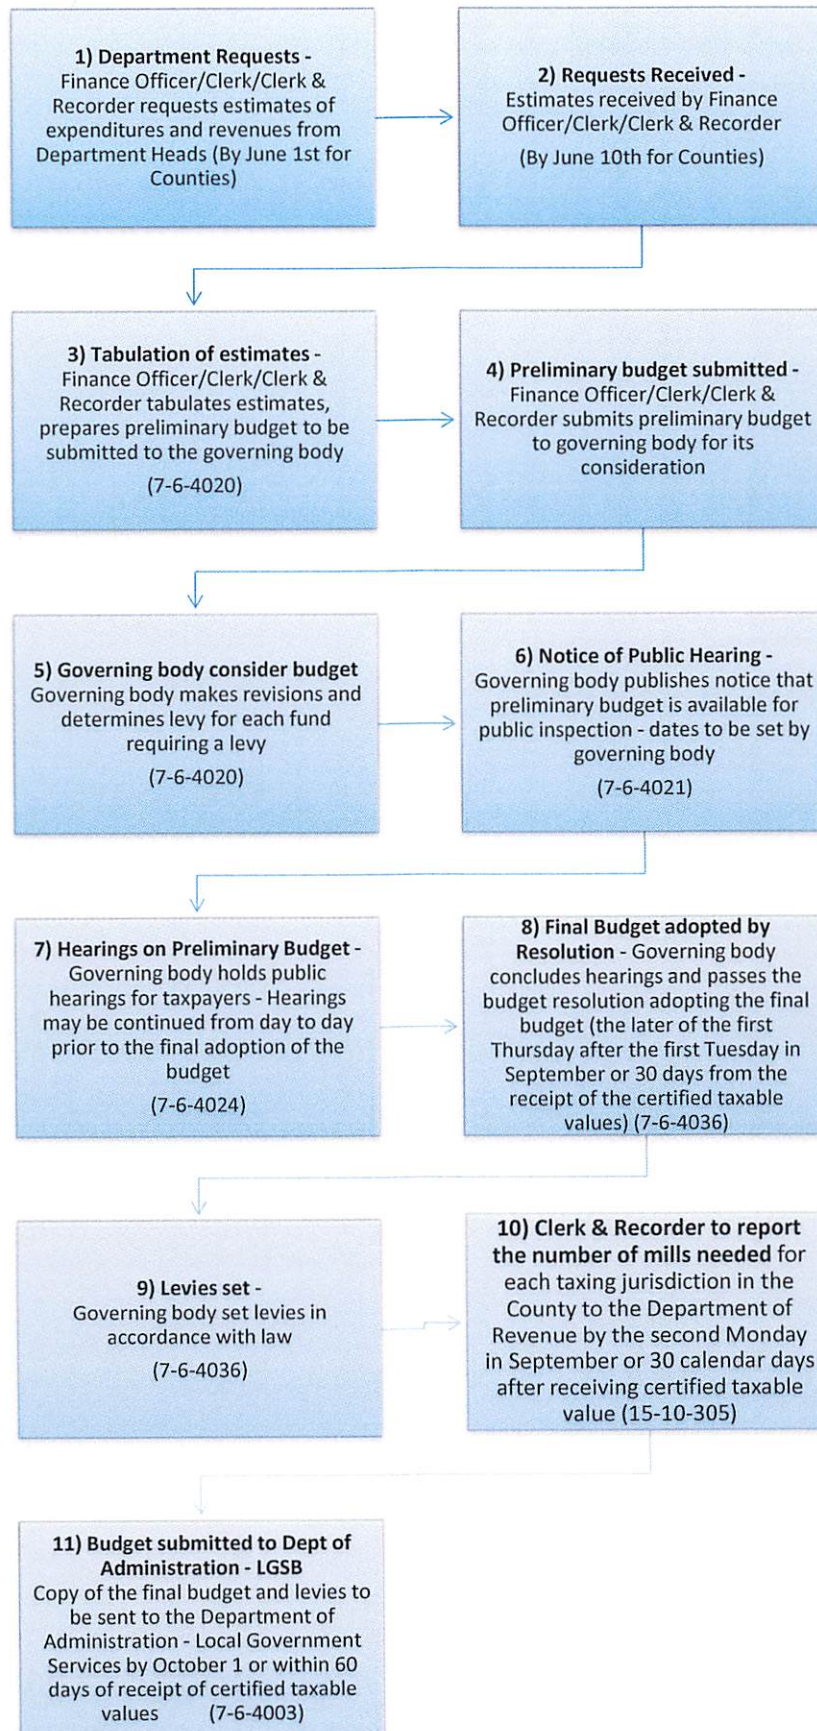 1) Department Requests -
Finance Officer/Clerk/Clerk &
Recorder requests estimates of
expenditures and revenues from
Department Heads (By June 1st for
Counties)
2) Requests Received -
Estimates received by Finance
Officer/Clerk/Clerk & Recorder
(By June 10th for Counties)
3) Tabulation of estimates -
Finance Officer/Clerk/Clerk &
Recorder tabulates estimates,
prepares preliminary budget to be
submitted to the governing body
(7-6-4020)
4) Preliminary budget submitted -
Finance Officer/Clerk/Clerk &
Recorder submits preliminary budget
to governing body for its
consideration
5) Governing body consider budget
Governing body makes revisions and
determines levy for each fund
requiring a levy
(7-6-4020)
6) Notice of Public Hearing -
Governing body publishes notice that
preliminary budget is available for
public inspection - dates to be set by
governing body
(7-6-4021)
7) Hearings on Preliminary Budget -
Governing body holds public
hearings for taxpayers - Hearings
may be continued from day to day
prior to the final adoption of the
budget
(7-6-4024)
8) Final Budget adopted by
Resolution - Governing body
concludes hearings and passes the
budget resolution adopting the final
budget (the later of the first
Thursday after the first Tuesday in
September or 30 days from the
receipt of the certified taxable
values) (7-6-4036)
9) Levies set -
Governing body set levies in
accordance with law
(7-6-4036)
10) Clerk & Recorder to report
the number of mills needed for
each taxing jurisdiction in the
County to the Department of
Revenue by the second Monday
in September or 30 calendar days
after receiving certified taxable
value (15-10-305)
11) Budget submitted to Dept of
Administration - LGSB
Copy of the final budget and levies to
be sent to the Department of
Administration - Local Government
Services by October 1 or within 60
days of receipt of certified taxable
values (7-6-4003)